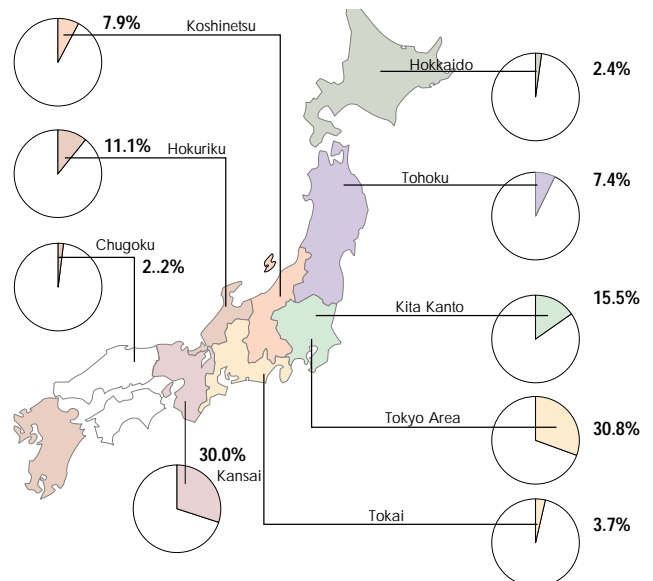 7.9%
Koshinetsu
Hokkaido
2.4%
11.1%
Hokuriku
Tohoku
7.4%
Chugoku
2..2%
Kita Kanto
15.5%
Tokyo Area
30.8%
30.0%
Kansai
Tokai
3.7%